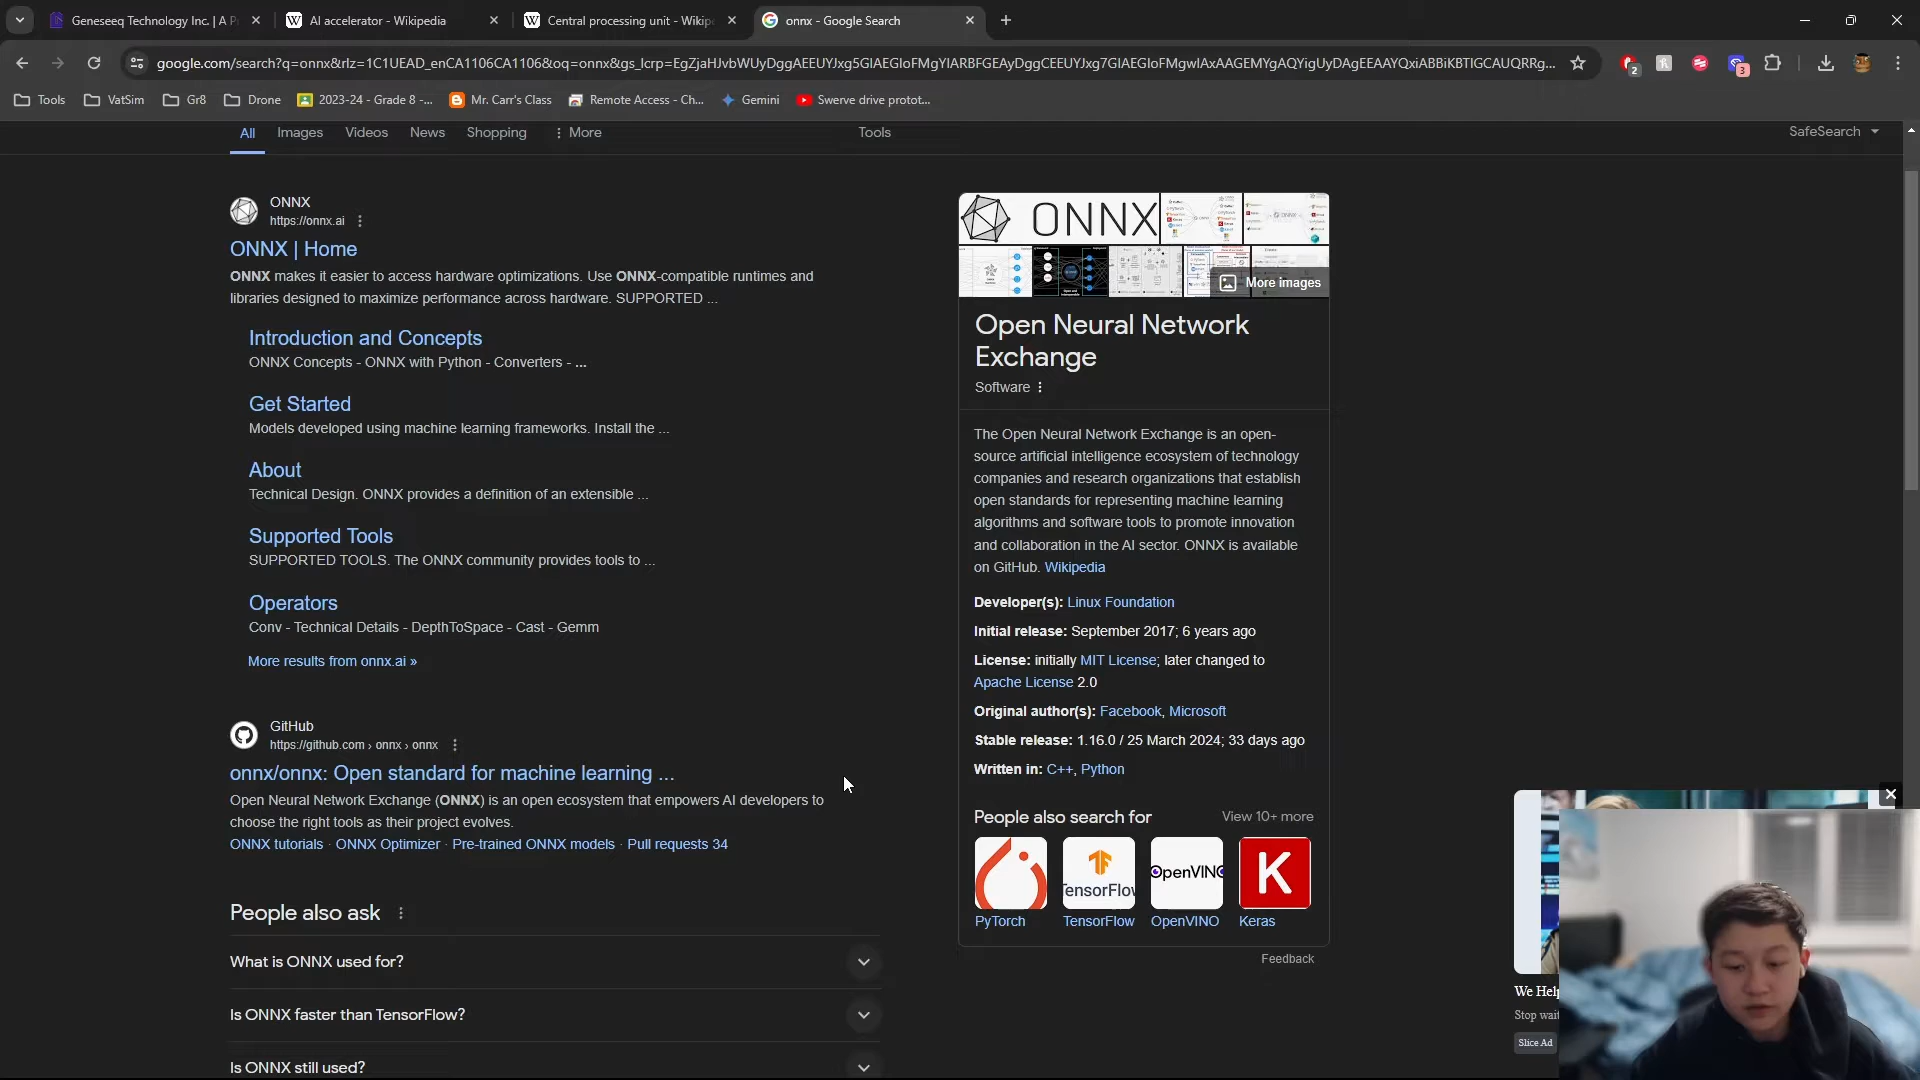 Geneseeq Technology Inc. | A P
AI accelerator - Wikipedia
Central processing unit - Wikip
onnx - Google Search
google.com/search?q=onnx&rlz=1C1UEAD_enCA1106CA1106&oq=onnx&gs_lcrp=EgZjaHJvbWUyDggAEEUYJxg5GIAEGIoFMgYIARBFGEAyDggCEEUYJxg7GIAEGIoFMgwIAxAAGEMYgAQYigUyDAgEEAAYQxiABBiKBTIGCAUQRRg...
2
3
Tools
VatSim
Gr8
Drone
2023-24 - Grade 8 -...
Mr. Carr's Class
Remote Access - Ch...
Gemini
Swerve drive protot...
All
Images
Videos
News
Shopping
More
Tools
SafeSearch
ONNX
https://onnx.ai
ONNX | Home
ONNX makes it easier to access hardware optimizations. Use ONNX-compatible runtimes and
libraries designed to maximize performance across hardware. SUPPORTED ...
Introduction and Concepts
ONNX Concepts - ONNX with Python - Converters - ...
Get Started
Models developed using machine learning frameworks. Install the ...
About
Technical Design. ONNX provides a definition of an extensible ...
Supported Tools
SUPPORTED TOOLS. The ONNX community provides tools to ...
Operators
Conv - Technical Details - DepthToSpace - Cast - Gemm
More results from onnx.ai »
GitHub
https://github.com › onnx › onnx
onnx/onnx: Open standard for machine learning ...
Open Neural Network Exchange (ONNX) is an open ecosystem that empowers AI developers to
choose the right tools as their project evolves.
ONNX tutorials · ONNX Optimizer · Pre-trained ONNX models · Pull requests 34
People also ask
What is ONNX used for?
Is ONNX faster than TensorFlow?
Is ONNX still used?
ONNX
More images
Open Neural Network
Exchange
Software
The Open Neural Network Exchange is an open-
source artificial intelligence ecosystem of technology
companies and research organizations that establish
open standards for representing machine learning
algorithms and software tools to promote innovation
and collaboration in the AI sector. ONNX is available
on GitHub. Wikipedia
Developer(s): Linux Foundation
Initial release: September 2017; 6 years ago
License: initially MIT License; later changed to
Apache License 2.0
Original author(s): Facebook, Microsoft
Stable release: 1.16.0 / 25 March 2024; 33 days ago
Written in: C++, Python
People also search for
View 10+ more
TensorFlow
OpenVINO
K
PyTorch
TensorFlow
OpenVINO
Keras
Feedback
We Help
Stop wait
Slice Ad